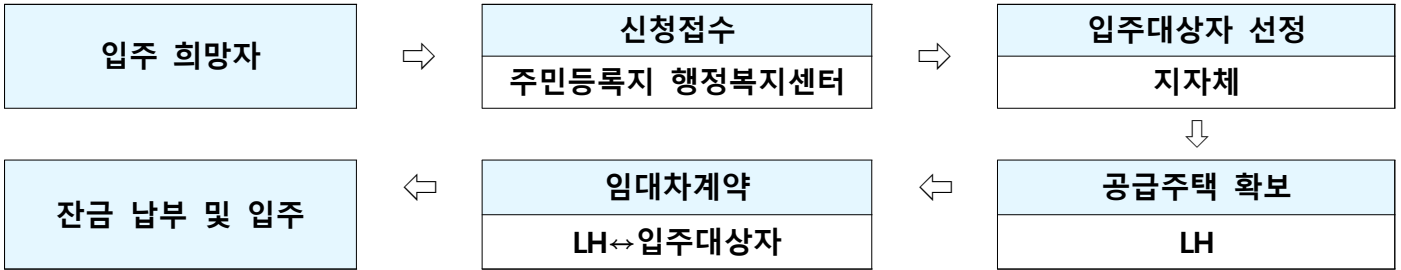 입주 희망자
⇨
신청접수
주민등록지 행정복지센터
⇨
입주대상자 선정
지자체
⇩
공급주택 확보
LH
⇦
임대차계약
LH↔입주대상자
⇦
잔금 납부 및 입주